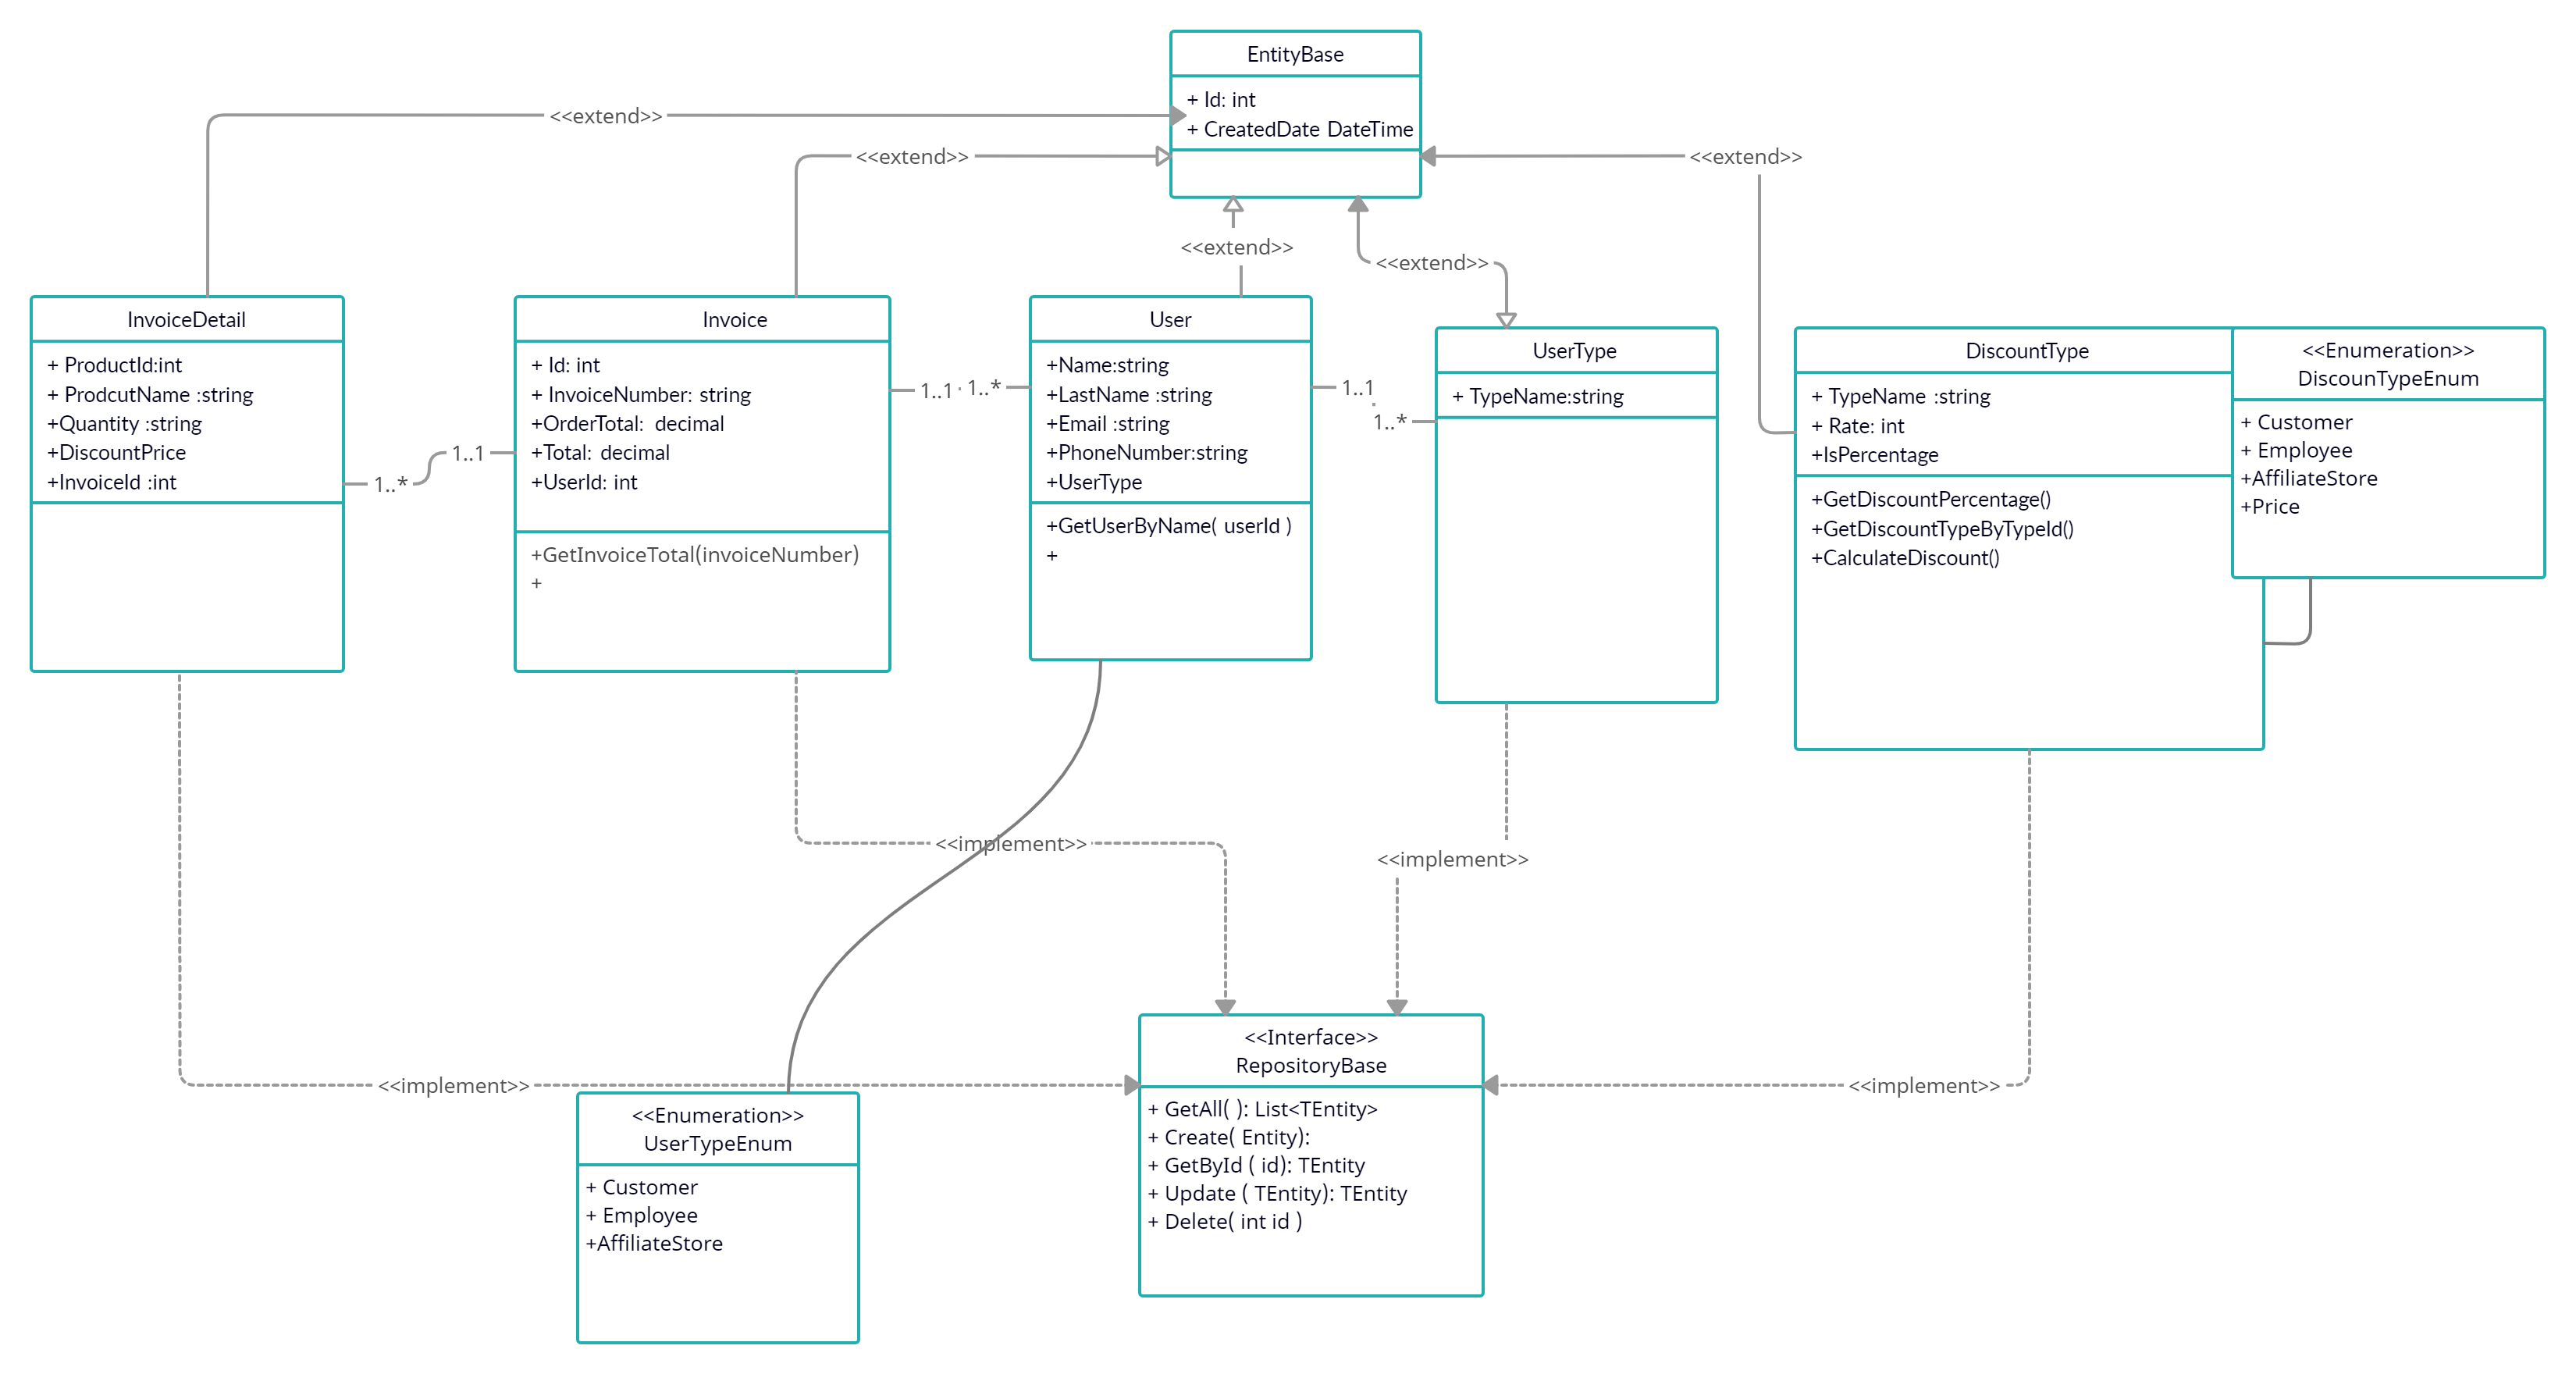 EntityBase
+ Id: int
+ CreatedDate DateTime
<<extend>>
<<extend>>
<<extend>>
<<extend>>
<<extend>>
InvoiceDetail
+ ProductId:int
+ ProdcutName :string
+Quantity :string
+DiscountPrice
+InvoiceId :int
1..*
1..1
Invoice
+ Id: int
+ InvoiceNumber: string
+OrderTotal: decimal
+Total: decimal
+UserId: int
+GetInvoiceTotal(invoiceNumber)
+
1..1
1..*
User
+Name:string
+LastName :string
+Email :string
+PhoneNumber:string
+UserType
+GetUserByName( userId )
+
1..1
1..*
UserType
+ TypeName:string
DiscountType
+ TypeName :string
+ Rate: int
+IsPercentage
+GetDiscountPercentage()
+GetDiscountTypeByTypeId()
+CalculateDiscount()
<<Enumeration>>
DiscounTypeEnum
+ Customer
+ Employee
+AffiliateStore
+Price
<<implement>>
<<implement>>
<<implement>>
<<implement>>
<<Enumeration>>
UserTypeEnum
+ Customer
+ Employee
+AffiliateStore
<<Interface>>
RepositoryBase
+ GetAll( ): List<TEntity>
+ Create( Entity):
+ GetById ( id): TEntity
+ Update ( TEntity): TEntity
+ Delete( int id )